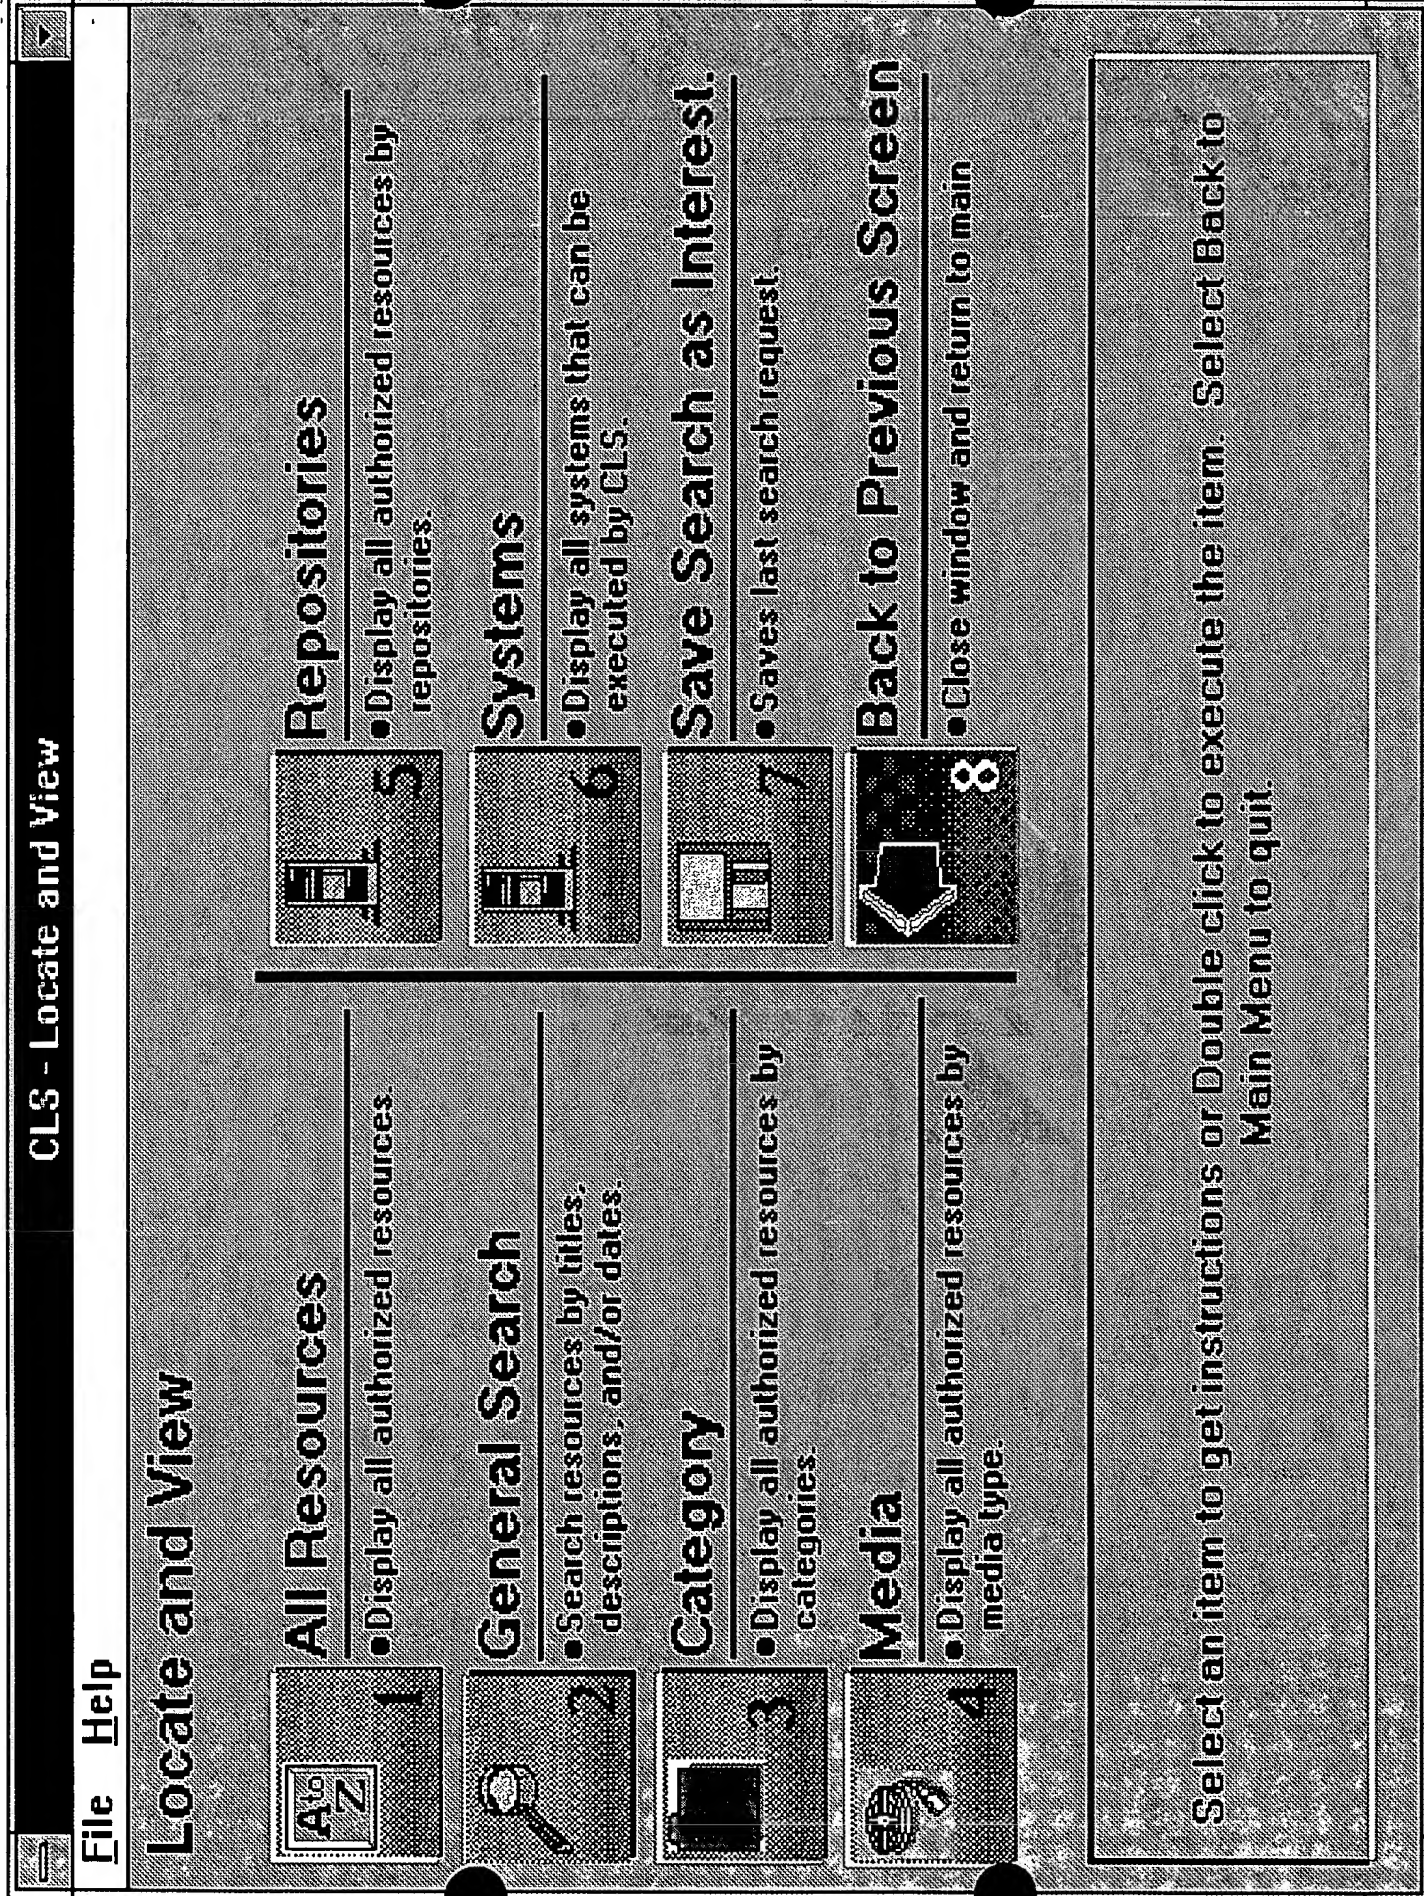 CLS - Locate and View
File Help
Locate and View
A to
Z
1
All Resources
Display all authorized resources.
2
General Search
Search resources by titles,
descriptions, and/or dates.
3
Category
Display all authorized resources by
categories.
4
Media
Display all authorized resources by
media type.
5
Repositories
Display all authorized resources by
repositories.
6
Systems
Display all systems that can be
executed by CLS.
7
Save Search as Interest.
Saves last search request.
8
Back to Previous Screen
Close window and return to main
Select an item to get instructions or Double click to execute the item. Select Back to
Main Menu to quit.